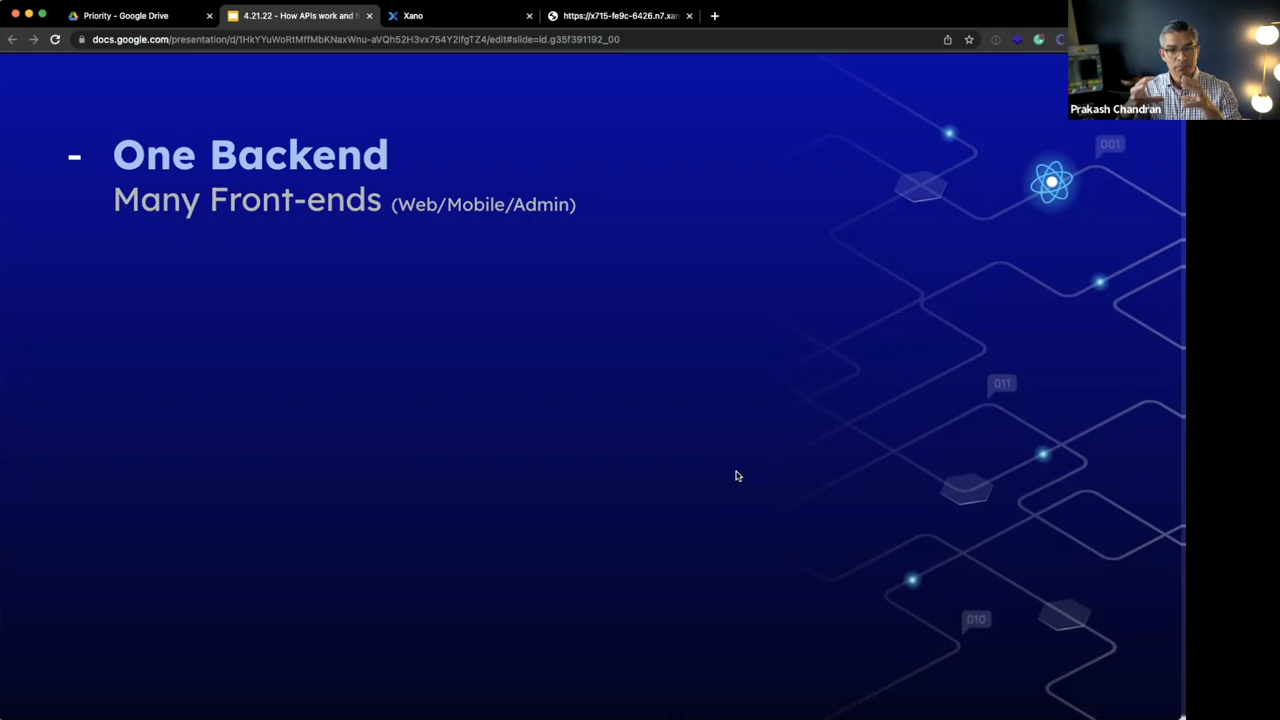 Priority - Google Drive
4.21.22 - How APIs work and h
Xano
https://x715-fe9c-6426.n7.xan
docs.google.com/presentation/d/1HkYYuWoRtMffMbKNaxWnu-aVQh52H3vx754Y2lfgTZ4/edit#slide=id.g35f391192_00
Prakash Chandran
- One Backend
Many Front-ends (Web/Mobile/Admin)
001
011
010